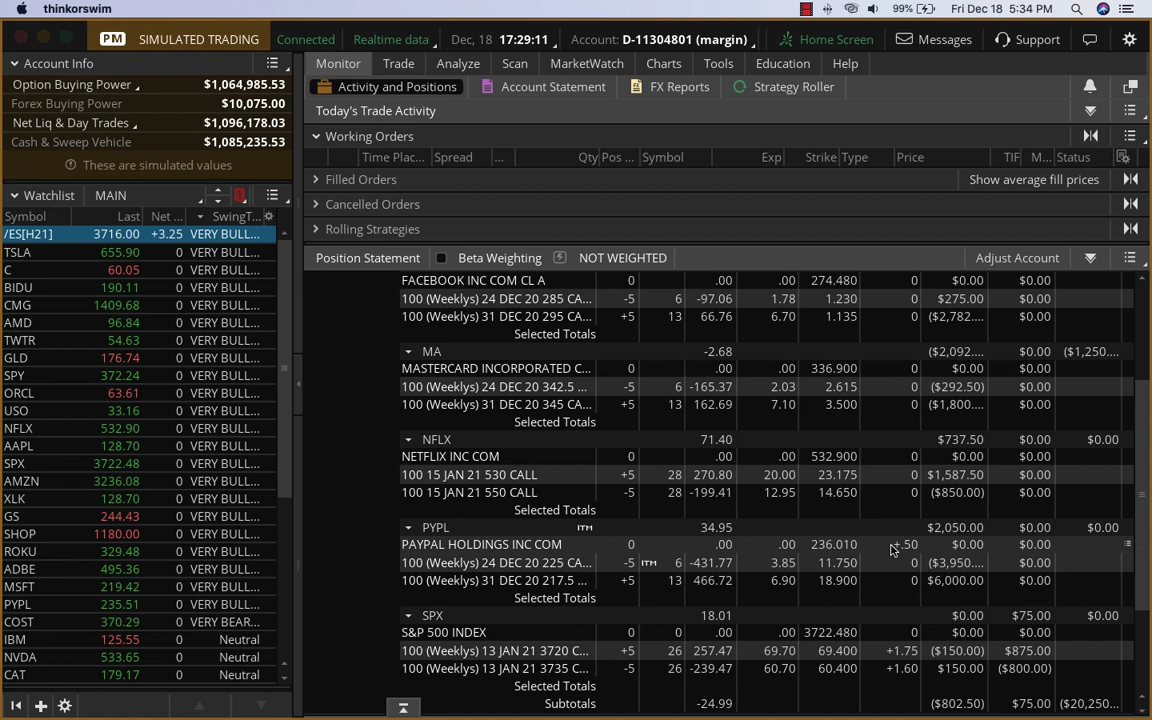 thinkorswim 99% Fri Dec 18 5:34 PM
PM SIMULATED TRADING Connected Realtime data Dec, 18 17:29:11 Account: D-11304801 (margin) Home Screen Messages Support
Account Info
Option Buying Power $1,064,985.53
Forex Buying Power $10,075.00
Net Liq & Day Trades $1,096,178.03
Cash & Sweep Vehicle $1,085,235.53
These are simulated values
Watchlist MAIN 1
Symbol Last Net ... SwingT...
/ES[H21] 3716.00 +3.25 VERY BULL...
TSLA 655.90 0 VERY BULL...
C 60.05 0 VERY BULL...
BIDU 190.11 0 VERY BULL...
CMG 1409.68 0 VERY BULL...
AMD 96.84 0 VERY BULL...
TWTR 54.63 0 VERY BULL...
GLD 176.74 0 VERY BULL...
SPY 372.24 0 VERY BULL...
ORCL 63.61 0 VERY BULL...
USO 33.16 0 VERY BULL...
NFLX 532.90 0 VERY BULL...
AAPL 128.70 0 VERY BULL...
SPX 3722.48 0 VERY BULL...
AMZN 3236.08 0 VERY BULL...
XLK 128.70 0 VERY BULL...
GS 244.43 0 VERY BULL...
SHOP 1180.00 0 VERY BULL...
ROKU 329.48 0 VERY BULL...
ADBE 495.36 0 VERY BULL...
MSFT 219.42 0 VERY BULL...
PYPL 235.51 0 VERY BULL...
COST 370.29 0 VERY BEAR...
IBM 125.55 0 Neutral
NVDA 533.65 0 Neutral
CAT 179.17 0 Neutral
Monitor Trade Analyze Scan MarketWatch Charts Tools Education Help
Activity and Positions Account Statement FX Reports Strategy Roller
Today's Trade Activity
Working Orders
Time Plac... Spread ... Qty Pos ... Symbol Exp Strike Type Price TIF M... Status
Filled Orders Show average fill prices
Cancelled Orders
Rolling Strategies
Position Statement Beta Weighting NOT WEIGHTED Adjust Account
FACEBOOK INC COM CL A 0 .00 .00 274.480 0 $0.00 $0.00
100 (Weeklys) 24 DEC 20 285 CA... -5 6 -97.06 1.78 1.230 0 $275.00 $0.00
100 (Weeklys) 31 DEC 20 295 CA... +5 13 66.76 6.70 1.135 0 ($2,782.... $0.00
Selected Totals
MA -2.68 ($2,092.... $0.00 ($1,250....
MASTERCARD INCORPORATED C... 0 .00 .00 336.900 0 $0.00 $0.00
100 (Weeklys) 24 DEC 20 342.5 ... -5 6 -165.37 2.03 2.615 0 ($292.50) $0.00
100 (Weeklys) 31 DEC 20 345 CA... +5 13 162.69 7.10 3.500 0 ($1,800.... $0.00
Selected Totals
NFLX 71.40 $737.50 $0.00 $0.00
NETFLIX INC COM 0 .00 .00 532.900 0 $0.00 $0.00
100 15 JAN 21 530 CALL +5 28 270.80 20.00 23.175 0 $1,587.50 $0.00
100 15 JAN 21 550 CALL -5 28 -199.41 12.95 14.650 0 ($850.00) $0.00
Selected Totals
PYPL ITM 34.95 $2,050.00 $0.00 $0.00
PAYPAL HOLDINGS INC COM 0 .00 .00 236.010 +.50 $0.00 $0.00
100 (Weeklys) 24 DEC 20 225 CA... -5 ITM 6 -431.77 3.85 11.750 0 ($3,950.... $0.00
100 (Weeklys) 31 DEC 20 217.5 ... +5 13 466.72 6.90 18.900 0 $6,000.00 $0.00
Selected Totals
SPX 18.01 $0.00 $75.00 $0.00
S&P 500 INDEX 0 0 .00 .00 3722.480 0 $0.00 $0.00
100 (Weeklys) 13 JAN 21 3720 C... +5 26 257.47 69.70 69.400 +1.75 ($150.00) $875.00
100 (Weeklys) 13 JAN 21 3735 C... -5 26 -239.47 60.70 60.400 +1.60 $150.00 ($800.00)
Selected Totals
Subtotals -24.99 ($802.50) $75.00 ($20,250...